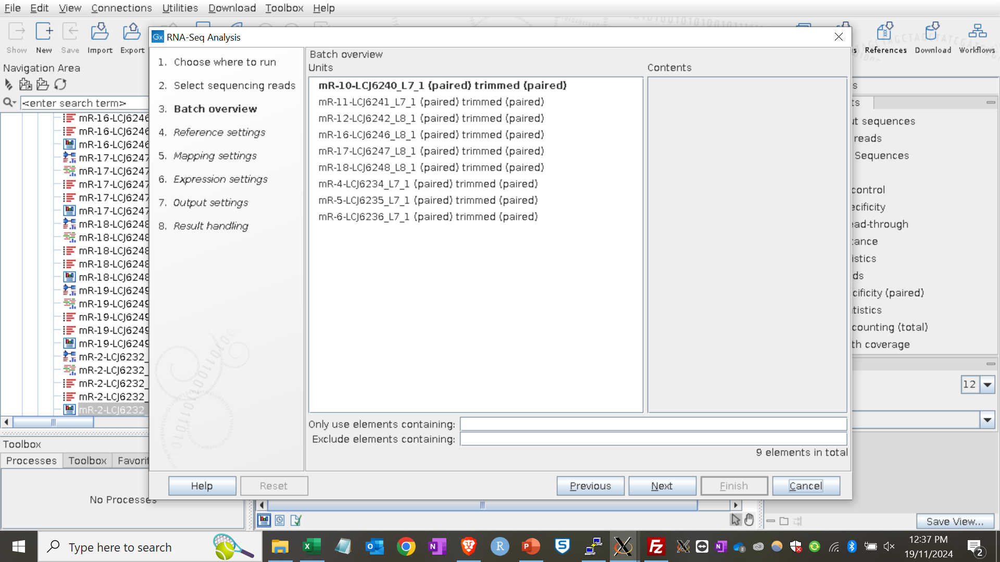 File Edit View Connections Utilities Download Toolbox Help
Show New Save Import Export
References Download Workflows
Navigation Area
<enter search term>
mR-16-LCJ6246
mR-16-LCJ6246
mR-16-LCJ6246
mR-17-LCJ6247
mR-17-LCJ6247
mR-17-LCJ6247
mR-17-LCJ6247
mR-17-LCJ6247
mR-18-LCJ6248
mR-18-LCJ6248
mR-18-LCJ6248
mR-18-LCJ6248
mR-18-LCJ6248
mR-19-LCJ6249
mR-19-LCJ6249
mR-19-LCJ6249
mR-19-LCJ6249
mR-19-LCJ6249
mR-2-LCJ6232_
mR-2-LCJ6232_
mR-2-LCJ6232_
mR-2-LCJ6232_
mR-2-LCJ6232_
Toolbox
Processes Toolbox Favorit
No Processes
Gx RNA-Seq Analysis
1. Choose where to run
2. Select sequencing reads
3. Batch overview
4. Reference settings
5. Mapping settings
6. Expression settings
7. Output settings
8. Result handling
Batch overview
Units
mR-10-LCJ6240_L7_1 (paired) trimmed (paired)
mR-11-LCJ6241_L7_1 (paired) trimmed (paired)
mR-12-LCJ6242_L8_1 (paired) trimmed (paired)
mR-16-LCJ6246_L8_1 (paired) trimmed (paired)
mR-17-LCJ6247_L8_1 (paired) trimmed (paired)
mR-18-LCJ6248_L8_1 (paired) trimmed (paired)
mR-4-LCJ6234_L7_1 (paired) trimmed (paired)
mR-5-LCJ6235_L7_1 (paired) trimmed (paired)
mR-6-LCJ6236_L7_1 (paired) trimmed (paired)
Contents
Only use elements containing:
Exclude elements containing:
9 elements in total
Help Reset Previous Next Finish Cancel
s
ts
ut sequences
reads
Sequences
control
ecificity
ead-through
tance
istics
ds
cificity (paired)
tistics
counting (total)
th coverage
12
Save View...
Type here to search
12:37 PM
19/11/2024
2